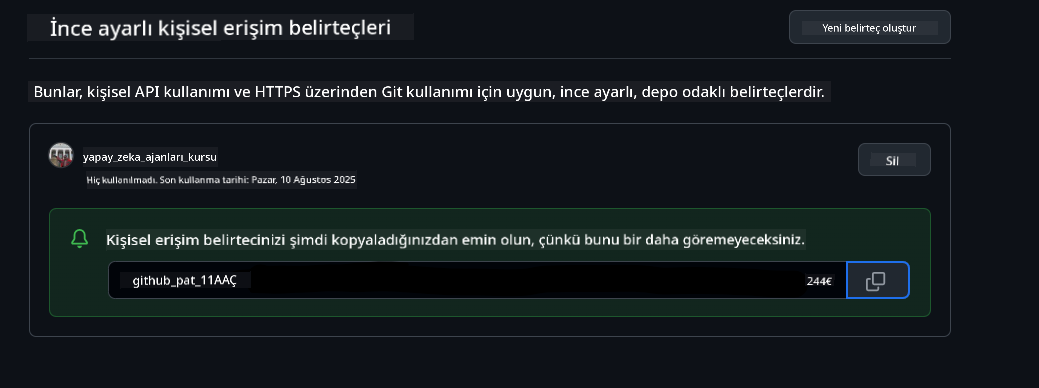 İnce ayarlı kişisel erişim belirteçleri
Yeni belirteç oluştur
Bunlar, kişisel API kullanımı ve HTTPS üzerinden Git kullanımı için uygun, ince ayarlı, depo odaklı belirteçlerdir.
yapay_zeka_ajanları_kursu
Sil
Hiç kullanılmadı. Son kullanma tarihi: Pazar, 10 Ağustos 2025
Kişisel erişim belirtecinizi şimdi kopyaladığınızdan emin olun, çünkü bunu bir daha göremeyeceksiniz.
github_pat_11AAÇ
244€